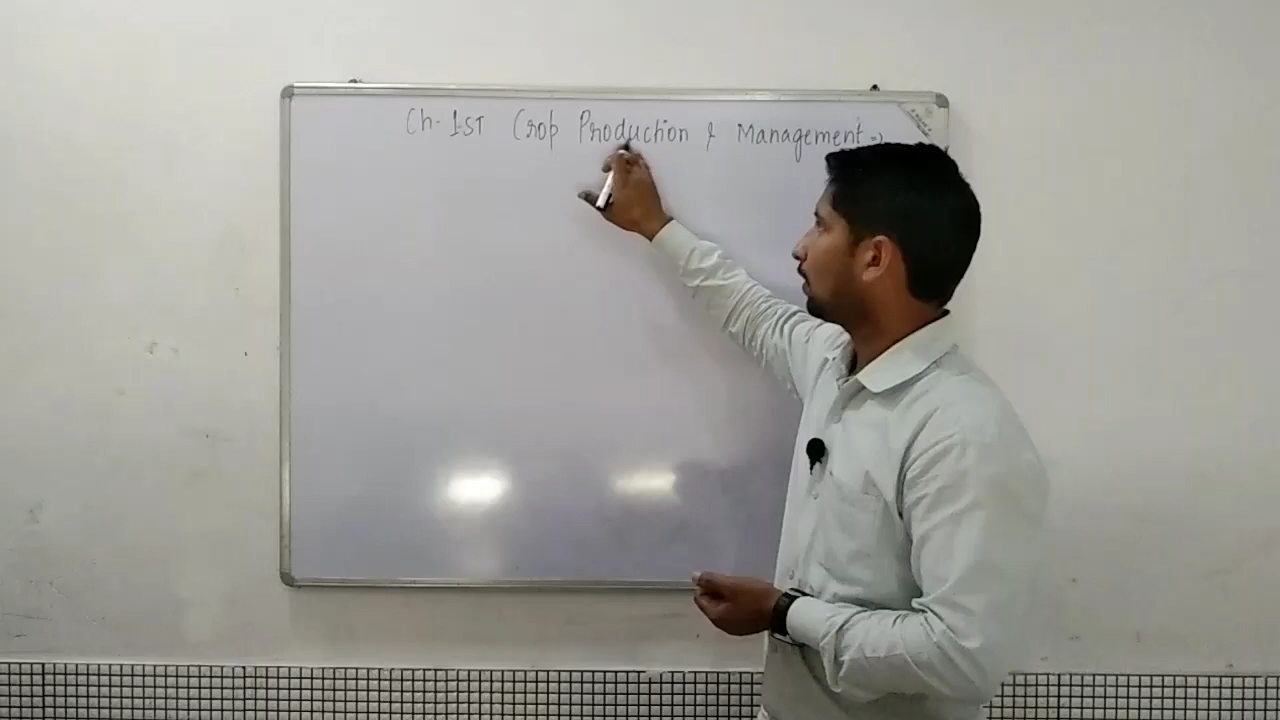 Ch- 1ST Crop Production & Management =>